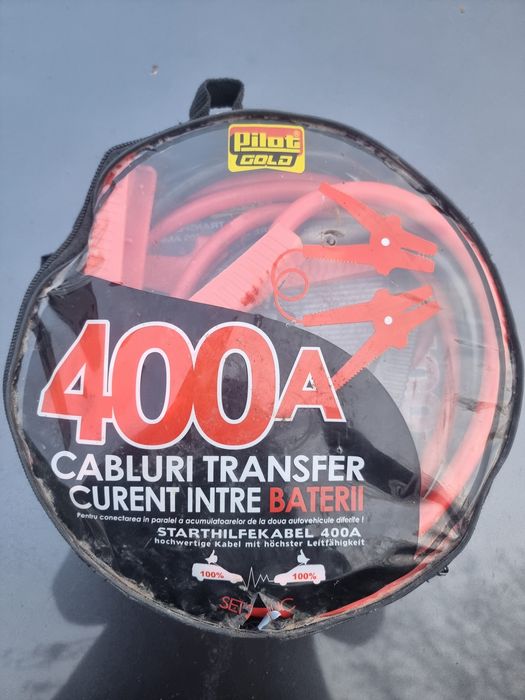 Pilot
GOLD
400A
CABLURI TRANSFER
CURENT INTRE BATERII
Pentru conectarea in paralel a acumulatoarelor de la doua autovehicule diferite !
STARTHILFEKABEL 400A
hochwertige Kabel mit höchster Leitfähigkeit
100%
100%